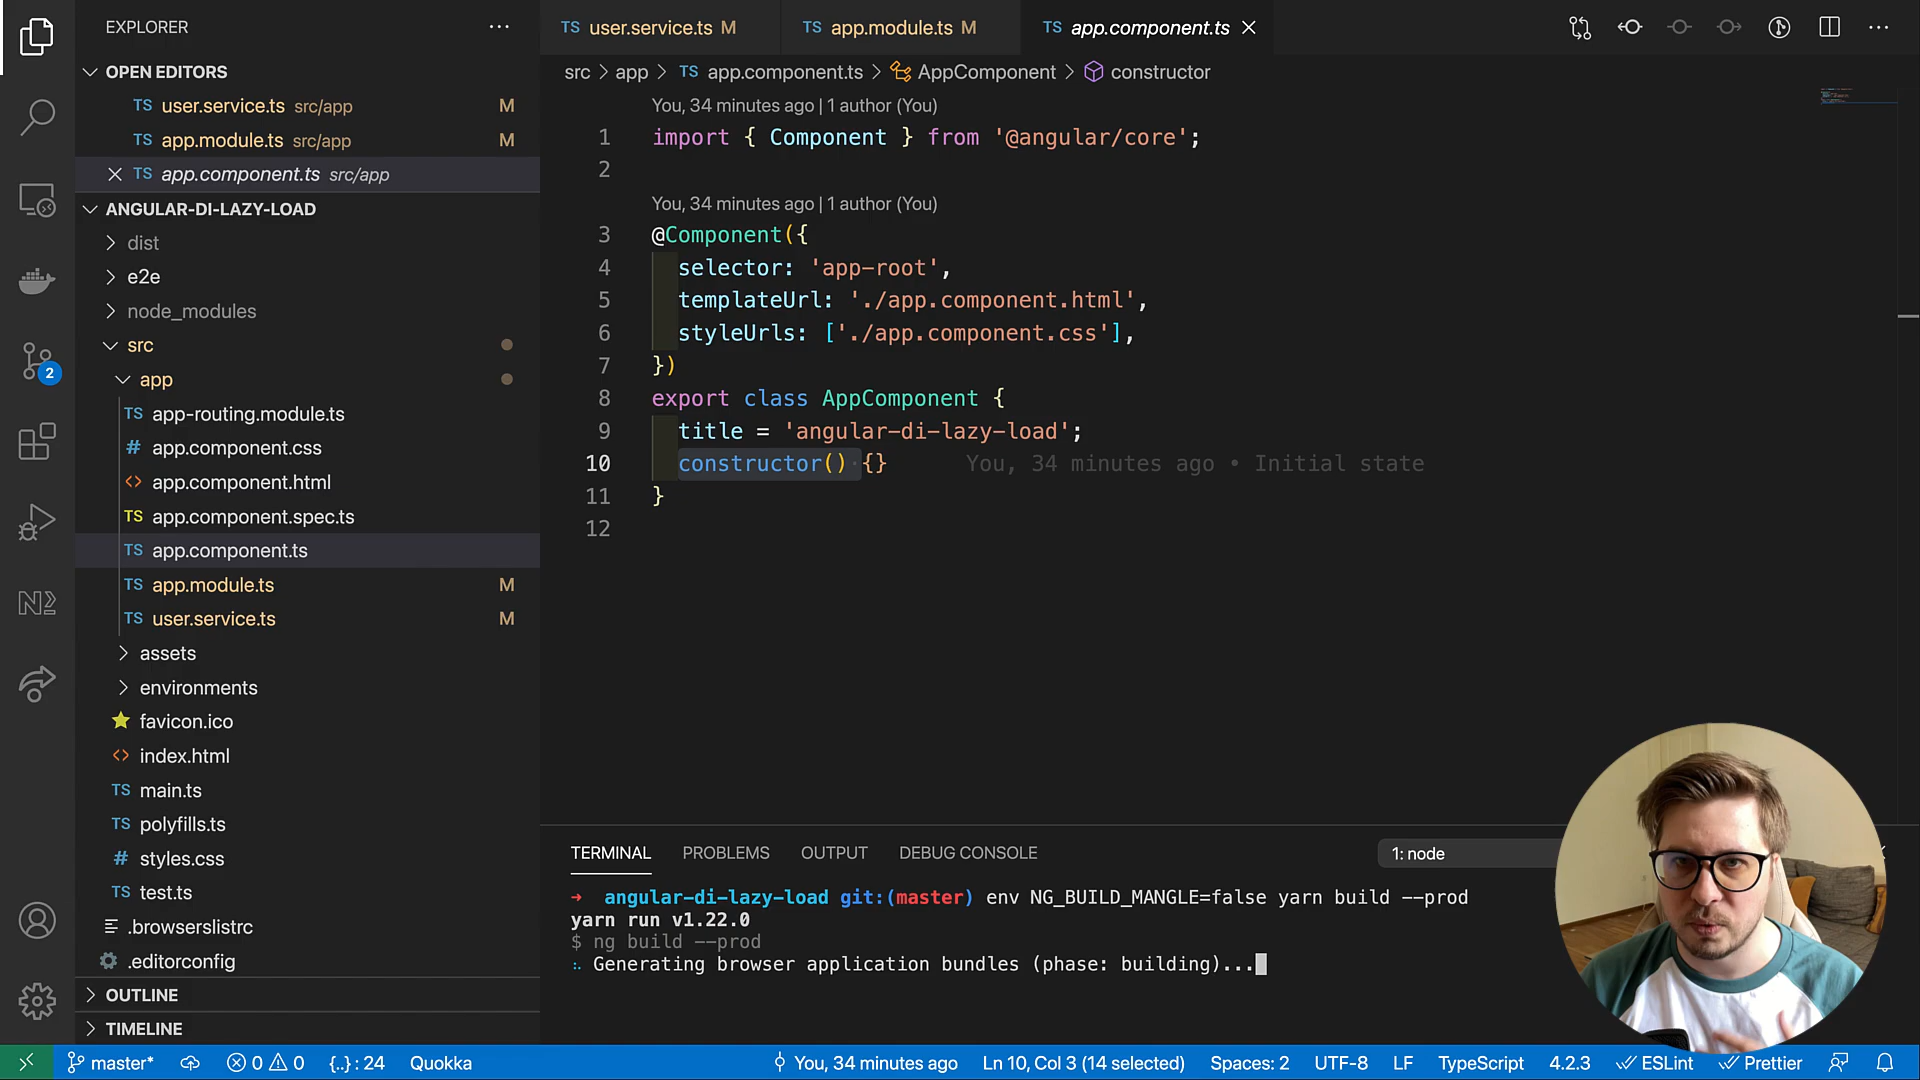 EXPLORER
OPEN EDITORS
TS user.service.ts src/app M
TS app.module.ts src/app M
TS app.component.ts src/app
ANGULAR-DI-LAZY-LOAD
dist
e2e
node_modules
src
app
TS app-routing.module.ts
# app.component.css
<> app.component.html
TS app.component.spec.ts
TS app.component.ts
TS app.module.ts M
TS user.service.ts M
assets
environments
favicon.ico
<> index.html
TS main.ts
TS polyfills.ts
# styles.css
TS test.ts
.browserslistrc
.editorconfig
OUTLINE
TIMELINE
2
TS user.service.ts M
TS app.module.ts M
TS app.component.ts
src > app > TS app.component.ts > AppComponent > constructor
You, 34 minutes ago | 1 author (You)
1 import { Component } from '@angular/core';
2
You, 34 minutes ago | 1 author (You)
3 @Component({
4 selector: 'app-root',
5 templateUrl: './app.component.html',
6 styleUrls: ['./app.component.css'],
7 })
8 export class AppComponent {
9 title = 'angular-di-lazy-load';
10 constructor() {} You, 34 minutes ago • Initial state
11 }
12
TERMINAL PROBLEMS OUTPUT DEBUG CONSOLE 1: node
→ angular-di-lazy-load git:(master) env NG_BUILD_MANGLE=false yarn build --prod
yarn run v1.22.0
$ ng build --prod
Generating browser application bundles (phase: building)...
master* 0 0 {..}: 24 Quokka You, 34 minutes ago Ln 10, Col 3 (14 selected) Spaces: 2 UTF-8 LF TypeScript 4.2.3 ESLint Prettier